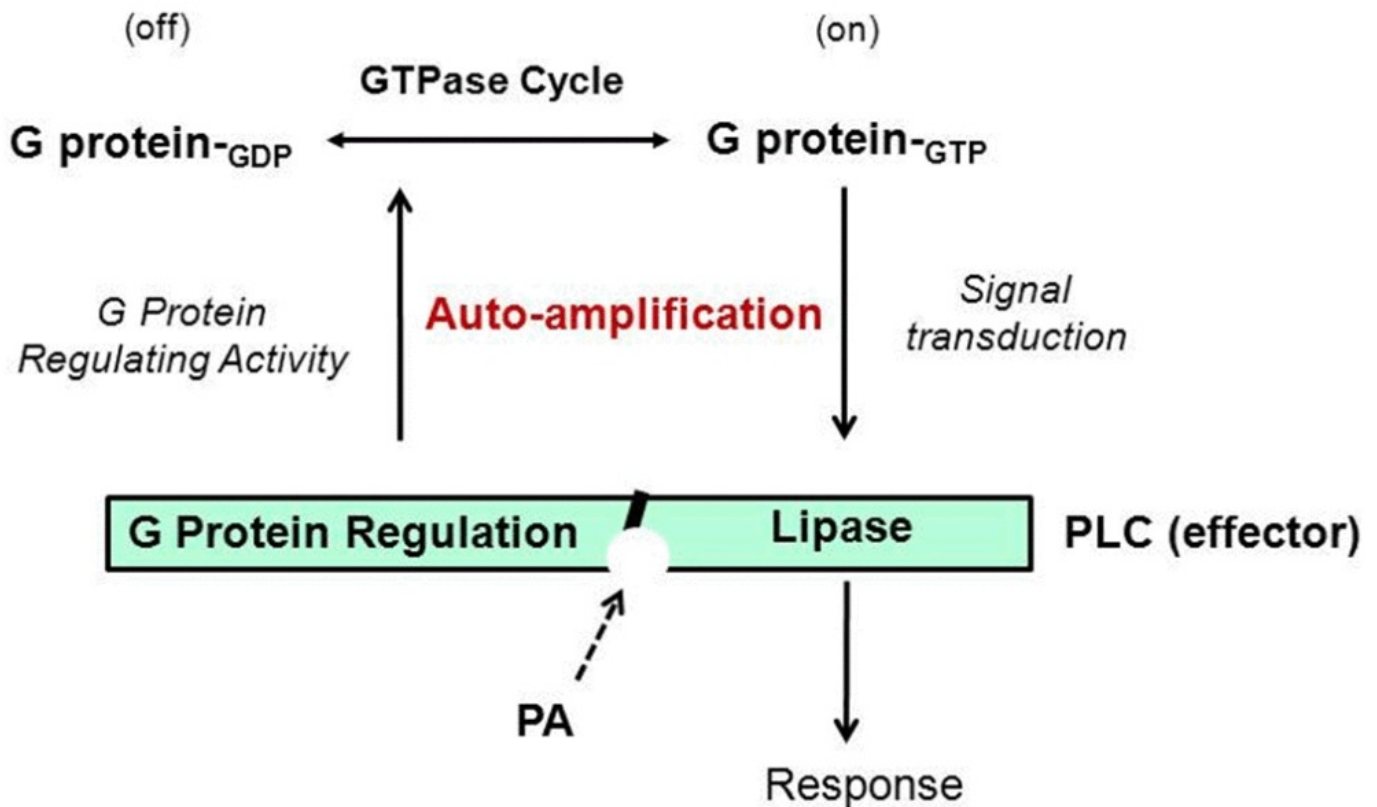 (off)
(on)
GTPase Cycle
G protein-GDP
G protein-GTP
G Protein
Regulating Activity
Auto-amplification
Signal
transduction
G Protein Regulation
Lipase
PLC (effector)
PA
Response